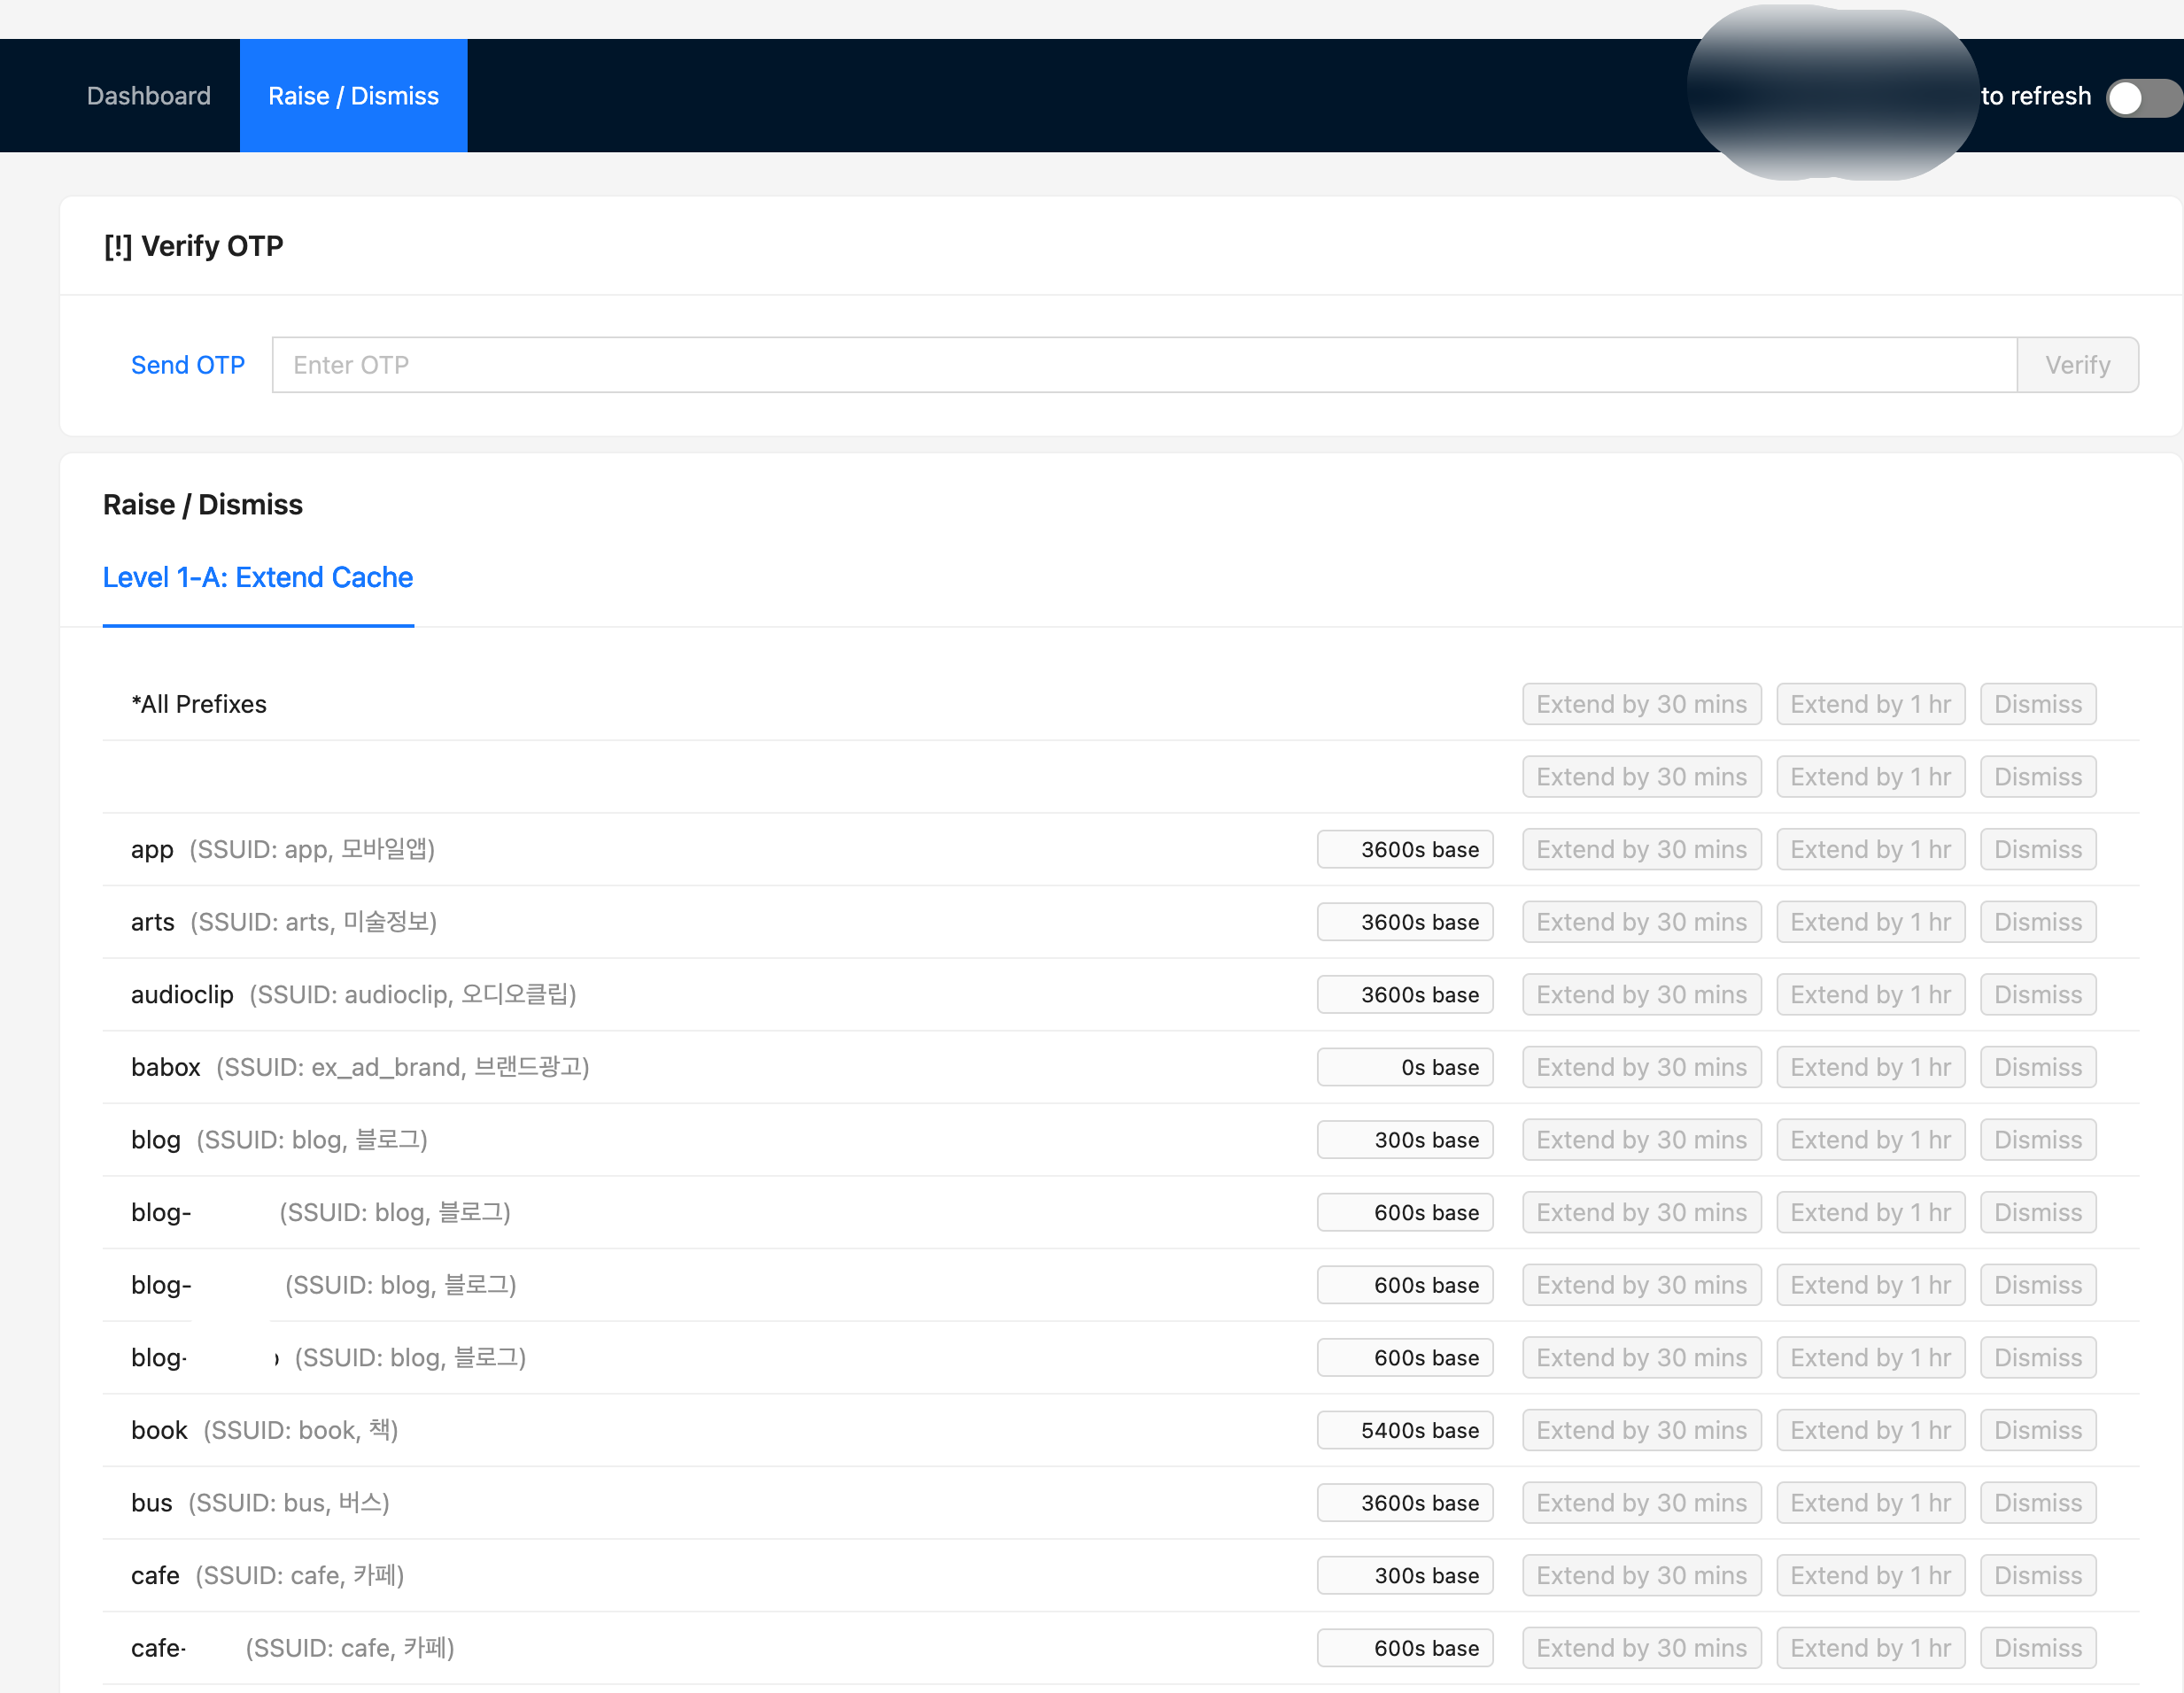 Dashboard Raise / Dismiss to refresh
[!] Verify OTP
Send OTP Enter OTP Verify
Raise / Dismiss
Level 1-A: Extend Cache
*All Prefixes Extend by 30 mins Extend by 1 hr Dismiss
Extend by 30 mins Extend by 1 hr Dismiss
app (SSUID: app, 모바일앱) 3600s base Extend by 30 mins Extend by 1 hr Dismiss
arts (SSUID: arts, 미술정보) 3600s base Extend by 30 mins Extend by 1 hr Dismiss
audioclip (SSUID: audioclip, 오디오클립) 3600s base Extend by 30 mins Extend by 1 hr Dismiss
babox (SSUID: ex_ad_brand, 브랜드광고) 0s base Extend by 30 mins Extend by 1 hr Dismiss
blog (SSUID: blog, 블로그) 300s base Extend by 30 mins Extend by 1 hr Dismiss
blog- (SSUID: blog, 블로그) 600s base Extend by 30 mins Extend by 1 hr Dismiss
blog- (SSUID: blog, 블로그) 600s base Extend by 30 mins Extend by 1 hr Dismiss
blog- (SSUID: blog, 블로그) 600s base Extend by 30 mins Extend by 1 hr Dismiss
book (SSUID: book, 책) 5400s base Extend by 30 mins Extend by 1 hr Dismiss
bus (SSUID: bus, 버스) 3600s base Extend by 30 mins Extend by 1 hr Dismiss
cafe (SSUID: cafe, 카페) 300s base Extend by 30 mins Extend by 1 hr Dismiss
cafe- (SSUID: cafe, 카페) 600s base Extend by 30 mins Extend by 1 hr Dismiss